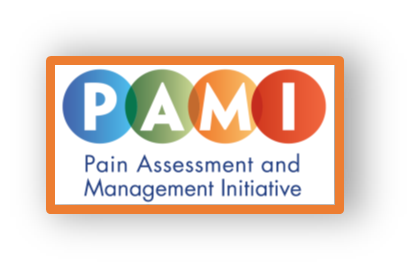 PAMI
Pain Assessment and
Management Initiative